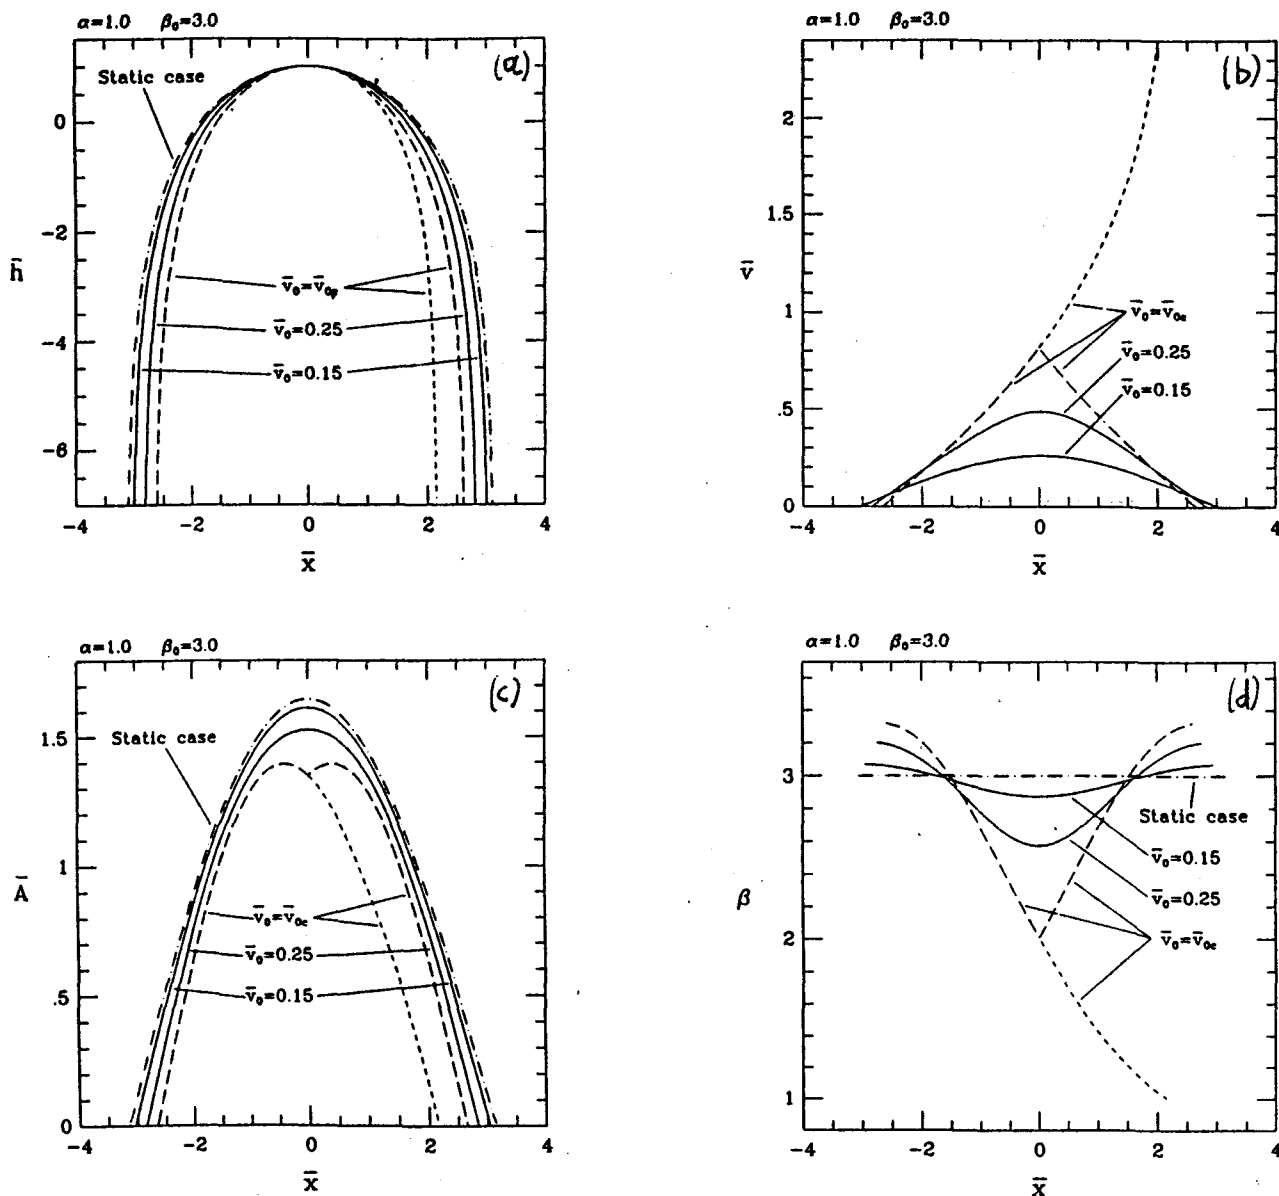 α=1.0 β₀=3.0
(a)
Static case
h̄
v̄₀=v̄₀
v̄₀=0.25
v̄₀=0.15
0
-2
-4
-6
-4 -2 0 2 4
x̄
α=1.0 β₀=3.0
(b)
v̄
2
1.5
1
.5
0
v̄₀=v̄₀ₑ
v̄₀=0.25
v̄₀=0.15
-4 -2 0 2 4
x̄
α=1.0 β₀=3.0
(c)
Static case
Ā
1.5
1
.5
0
v̄₀=v̄₀ₑ
v̄₀=0.25
v̄₀=0.15
-4 -2 0 2 4
x̄
α=1.0 β₀=3.0
(d)
β
3
2
1
Static case
v̄₀=0.15
v̄₀=0.25
v̄₀=v̄₀ₑ
-4 -2 0 2 4
x̄